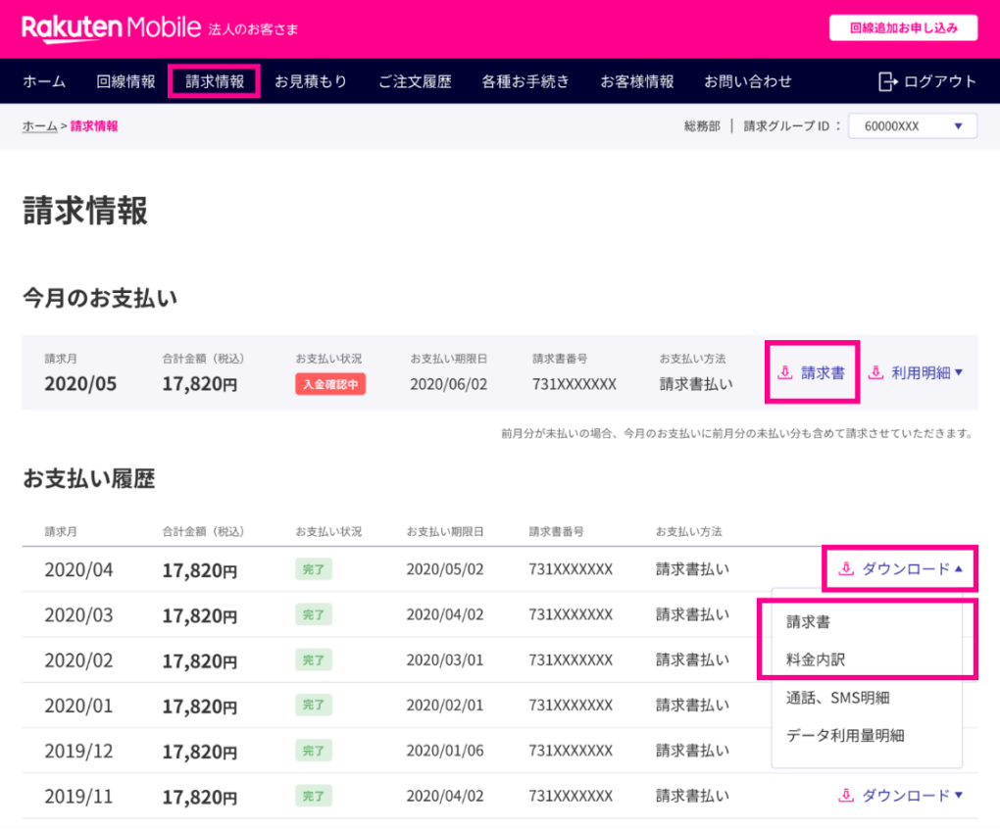 Rakuten Mobile 法人のお客さま 回線追加お申し込み
ホーム 回線情報 請求情報 お見積もり ご注文履歴 各種お手続き お客様情報 お問い合わせ ログアウト
ホーム > 請求情報 総務部 | 請求グループID： 60000XXX ▼
請求情報
今月のお支払い
請求月 合計金額（税込） お支払い状況 お支払い期限日 請求書番号 お支払い方法
2020/05 17,820円 入金確認中 2020/06/02 731XXXXXXX 請求書払い 請求書 利用明細▼
前月分が未払いの場合、今月のお支払いに前月分の未払い分も含めて請求させていただきます。
お支払い履歴
請求月 合計金額（税込） お支払い状況 お支払い期限日 請求書番号 お支払い方法
2020/04 17,820円 完了 2020/05/02 731XXXXXXX 請求書払い ダウンロード▲
2020/03 17,820円 完了 2020/04/02 731XXXXXXX 請求書払い 請求書
2020/02 17,820円 完了 2020/03/01 731XXXXXXX 請求書払い 料金内訳
2020/01 17,820円 完了 2020/02/01 731XXXXXXX 請求書払い 通話、SMS明細
2019/12 17,820円 完了 2020/01/06 731XXXXXXX 請求書払い データ利用量明細
2019/11 17,820円 完了 2020/04/02 731XXXXXXX 請求書払い ダウンロード▼